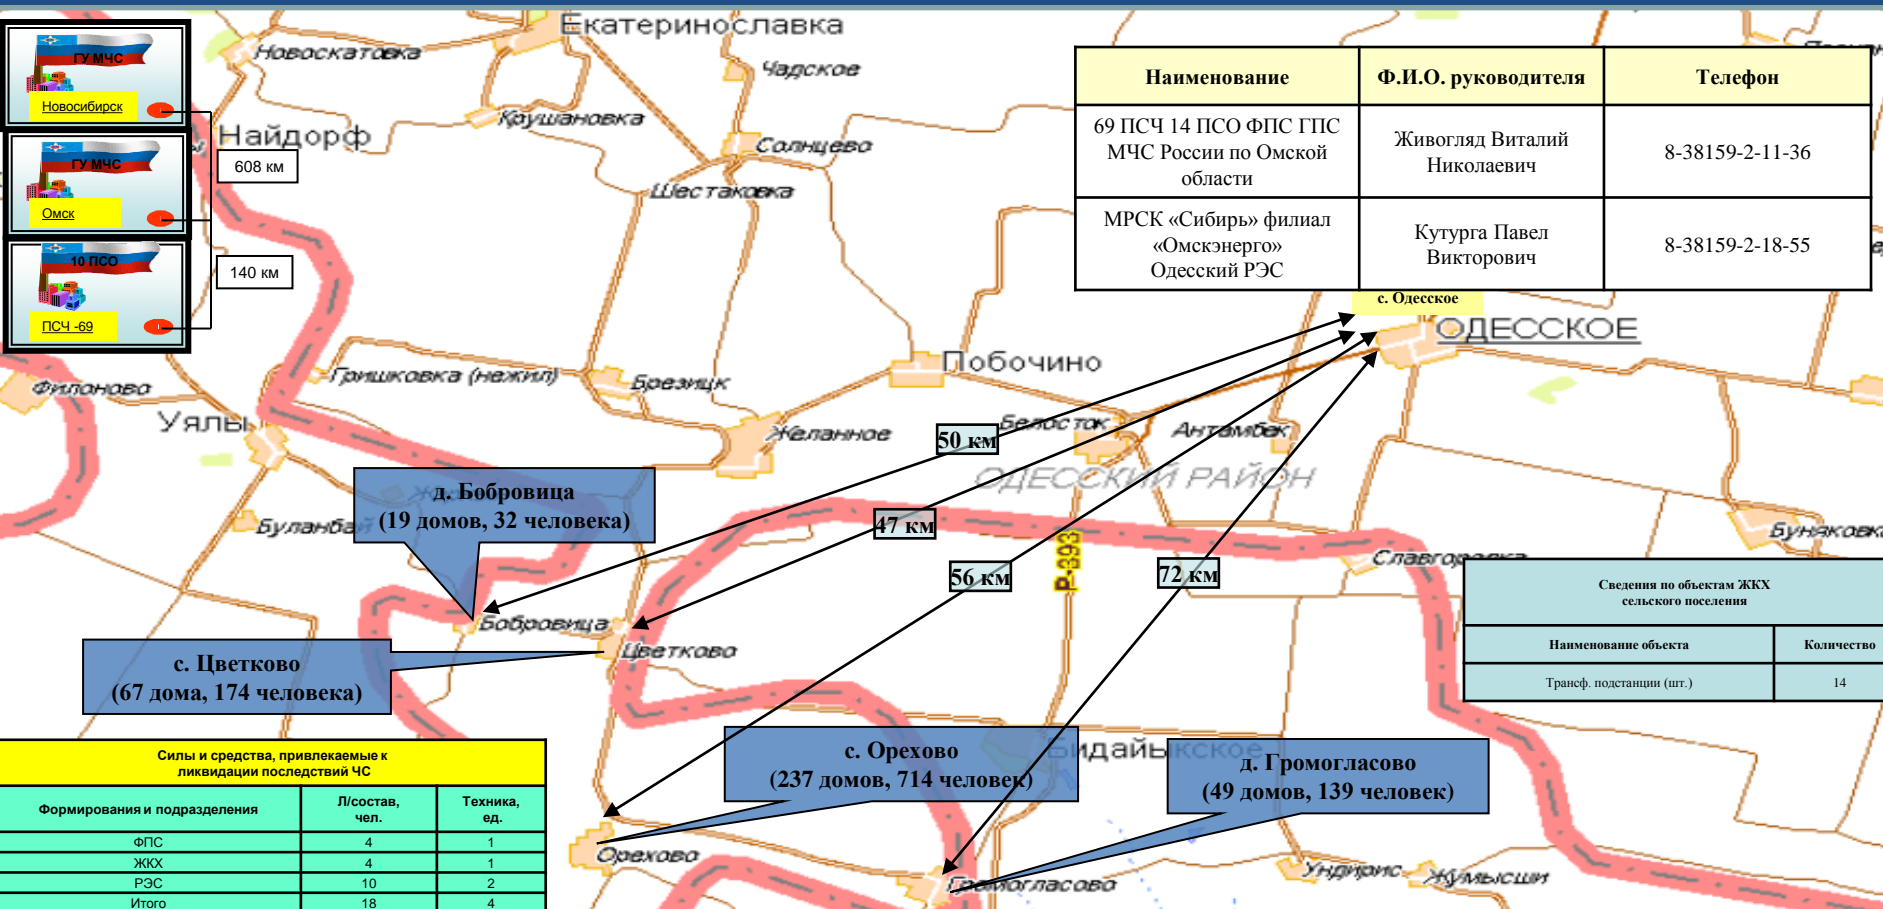 Екатеринославка
Новоскатовка
Чадское
Крушановка
Найдорф
Солнцево
Шестаковка
ГУ МЧС
Новосибирск
608 км
ГУ МЧС
Омск
140 км
10 ПСО
ПСЧ -69
Наименование
Ф.И.О. руководителя
Телефон
69 ПСЧ 14 ПСО ФПС ГПС
МЧС России по Омской
области
Живогляд Виталий
Николаевич
8-38159-2-11-36
МРСК «Сибирь» филиал
«Омскэнерго»
Одесский РЭС
Кутурга Павел
Викторович
8-38159-2-18-55
с. Одесское
ОДЕССКОЕ
Побочино
Гришковка (нежил)
Брезицк
Филоново
Уялы
Желанное
Белосток
Антамбек
50 км
ОДЕССКИЙ РАЙОН
д. Бобровица
(19 домов, 32 человека)
Буланбай
47 км
Р-393
56 км
72 км
Буняковка
Славгородка
Сведения по объектам ЖКХ
сельского поселения
Наименование объекта
Количество
Трансф. подстанции (шт.)
14
Бобровица
Цветково
с. Цветково
(67 дома, 174 человека)
Бидайыкское
с. Орехово
(237 домов, 714 человек)
д. Громогласово
(49 домов, 139 человек)
Силы и средства, привлекаемые к
ликвидации последствий ЧС
Формирования и подразделения
Л/состав,
чел.
Техника,
ед.
ФПС
4
1
ЖКХ
4
1
РЭС
10
2
Итого
18
4
Орехово
Громогласово
Ундирис
Жумысши